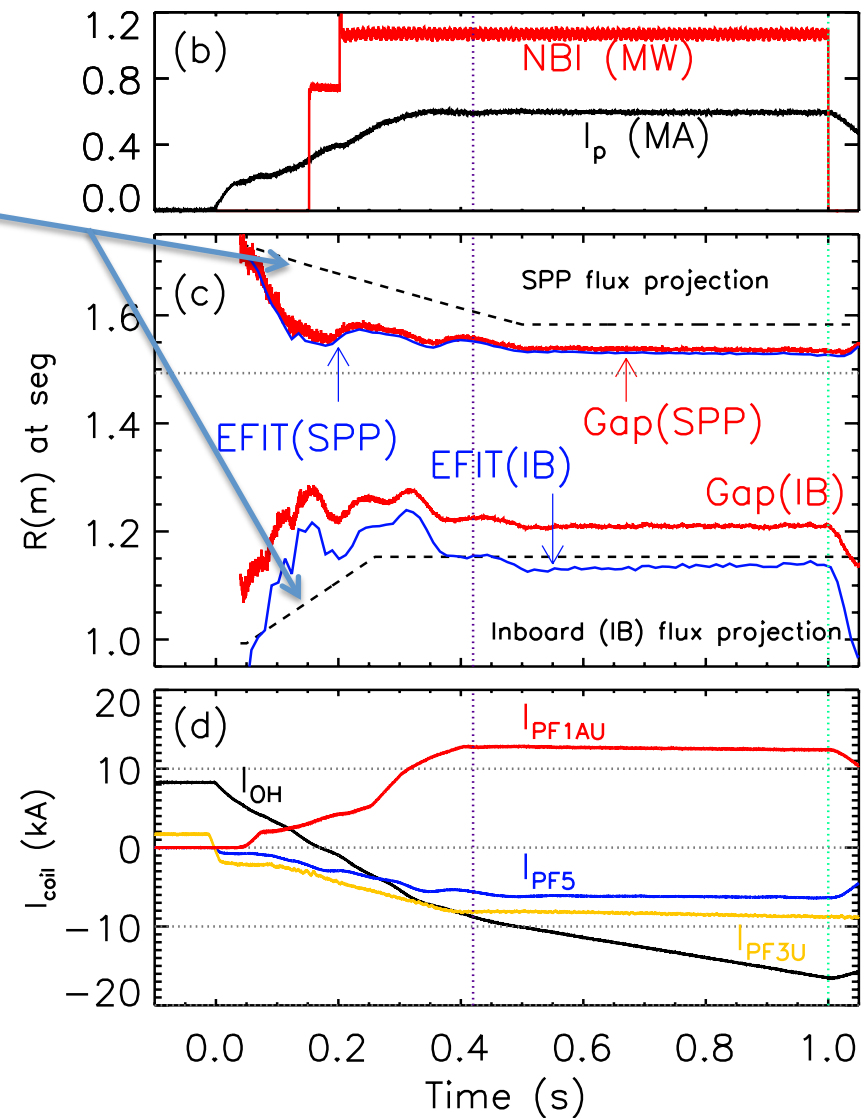 (b)
1.2
0.8
0.4
0.0
NBI (MW)
I_p (MA)
(c)
SPP flux projection
1.6
1.4
1.2
1.0
R(m) at seg
EFIT(SPP)
Gap(SPP)
EFIT(IB)
Gap(IB)
Inboard (IB) flux projection
(d)
20
10
0
−10
−20
I_coil (kA)
I_PF1AU
I_OH
I_PF5
I_PF3U
0.0 0.2 0.4 0.6 0.8 1.0
Time (s)